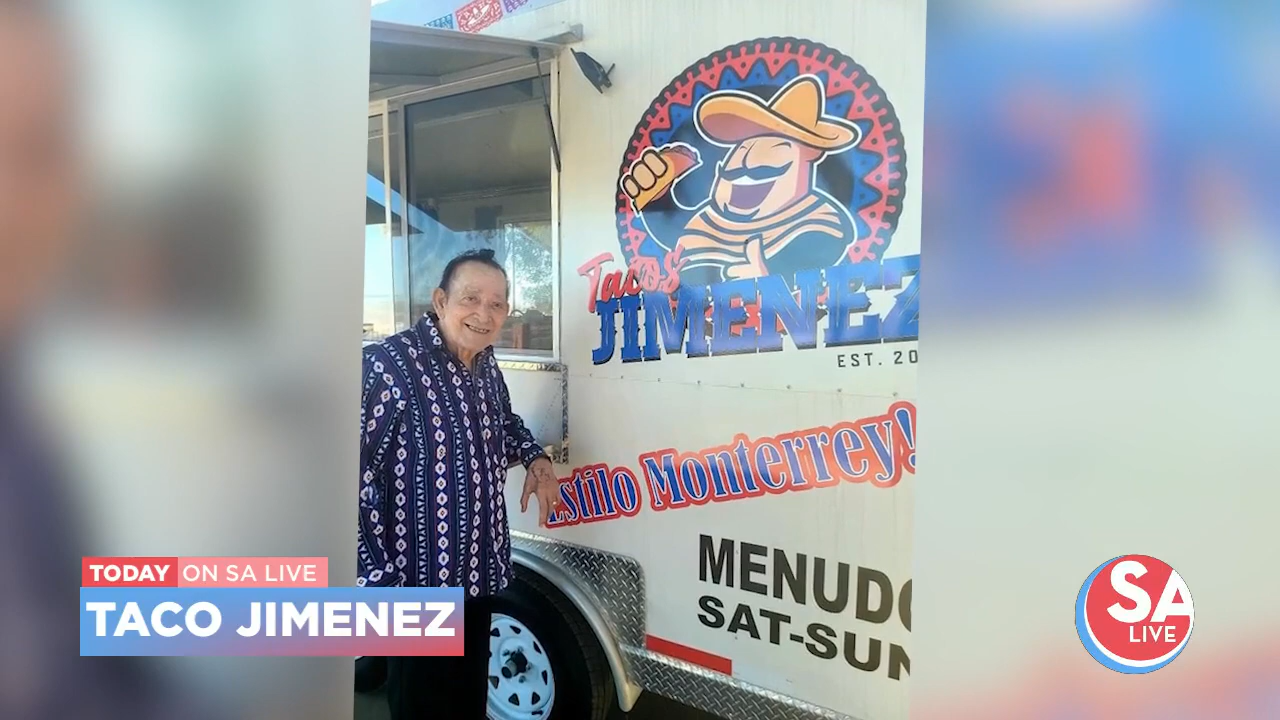 Tacos
JIMENEZ
EST. 20
Estilo Monterrey!
MENUDO
SAT-SUN
TODAY ON SA LIVE
TACO JIMENEZ
SA
LIVE